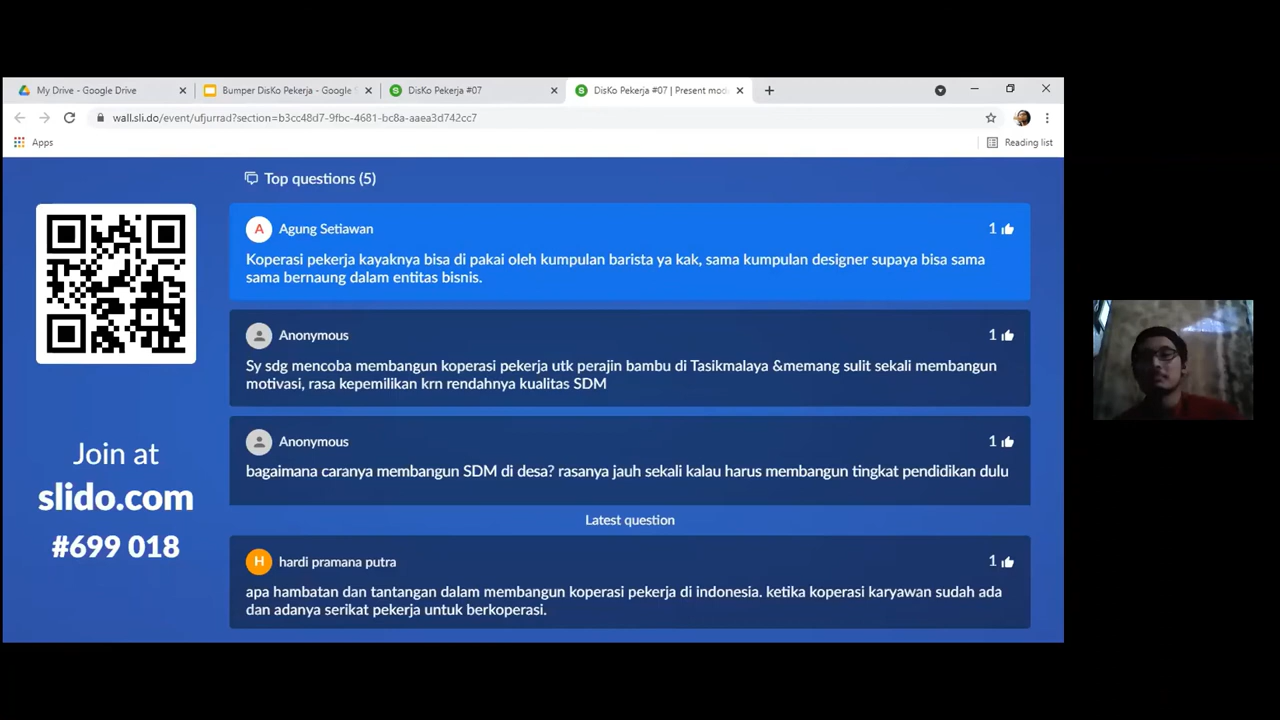 My Drive - Google Drive
Bumper DisKo Pekerja - Google
DisKo Pekerja #07
DisKo Pekerja #07 | Present mod
wall.sli.do/event/ufjurrad?section=b3cc48d7-9fbc-4681-bc8a-aaea3d742cc7
Apps
Reading list
Top questions (5)
A
Agung Setiawan
1
Koperasi pekerja kayaknya bisa di pakai oleh kumpulan barista ya kak, sama kumpulan designer supaya bisa sama
sama bernaung dalam entitas bisnis.
Anonymous
1
Sy sdg mencoba membangun koperasi pekerja utk perajin bambu di Tasikmalaya &memang sulit sekali membangun
motivasi, rasa kepemilikan krn rendahnya kualitas SDM
Anonymous
1
bagaimana caranya membangun SDM di desa? rasanya jauh sekali kalau harus membangun tingkat pendidikan dulu
Latest question
H
hardi pramana putra
1
apa hambatan dan tantangan dalam membangun koperasi pekerja di indonesia. ketika koperasi karyawan sudah ada
dan adanya serikat pekerja untuk berkoperasi.
Join at
slido.com
#699 018